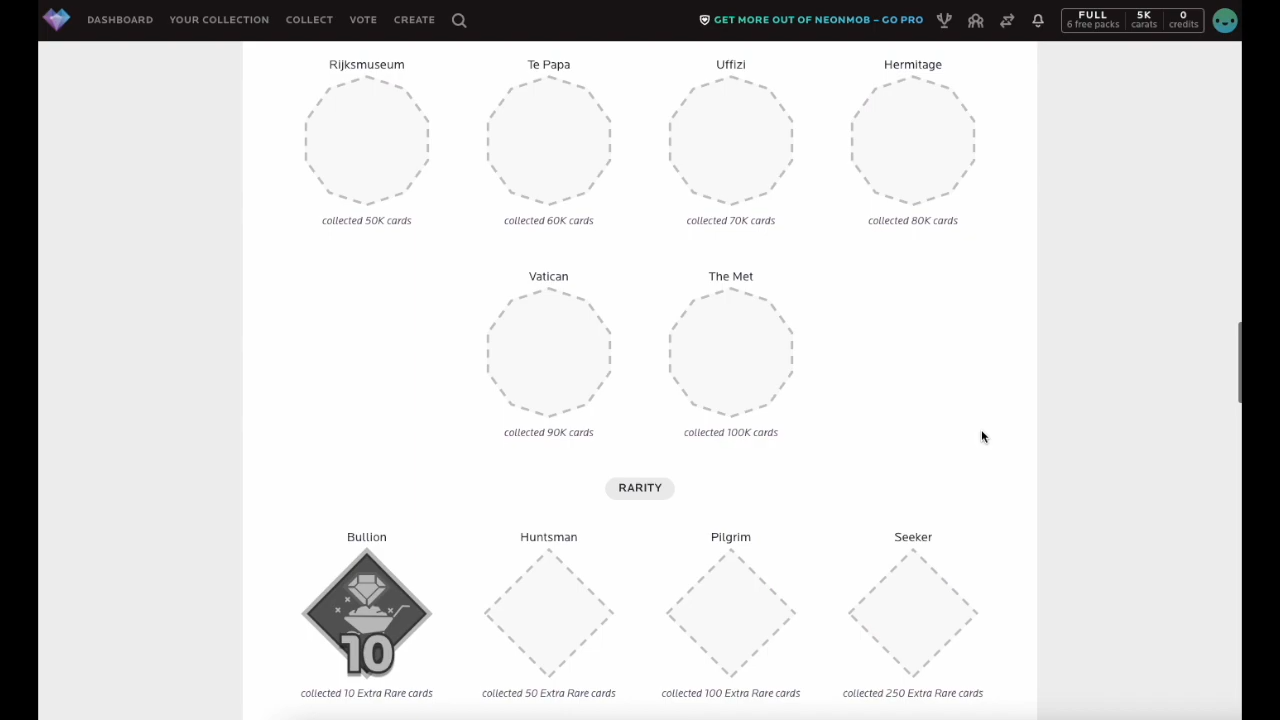 DASHBOARD YOUR COLLECTION COLLECT VOTE CREATE GET MORE OUT OF NEONMOB – GO PRO FULL 5K 0
6 free packs carats credits
Rijksmuseum Te Papa Uffizi Hermitage
collected 50K cards collected 60K cards collected 70K cards collected 80K cards
Vatican The Met
collected 90K cards collected 100K cards
RARITY
Bullion Huntsman Pilgrim Seeker
10
collected 10 Extra Rare cards collected 50 Extra Rare cards collected 100 Extra Rare cards collected 250 Extra Rare cards